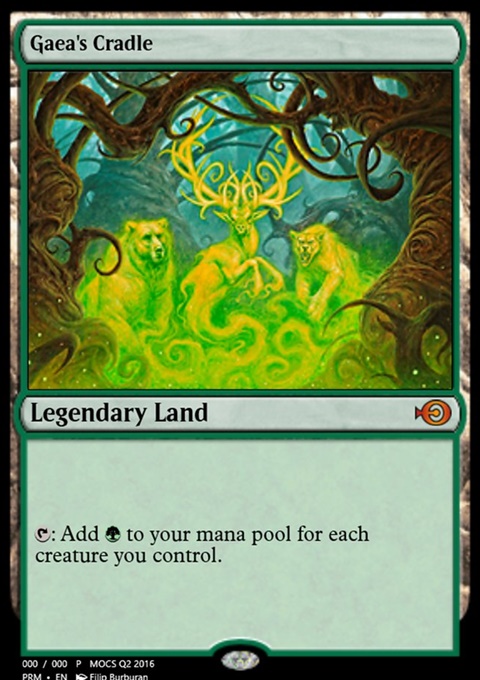 Gaea's Cradle
Legendary Land
: Add to your mana pool for each
creature you control.
000 / 000 P MOCS Q2 2016
PRM • EN Filip Burburan